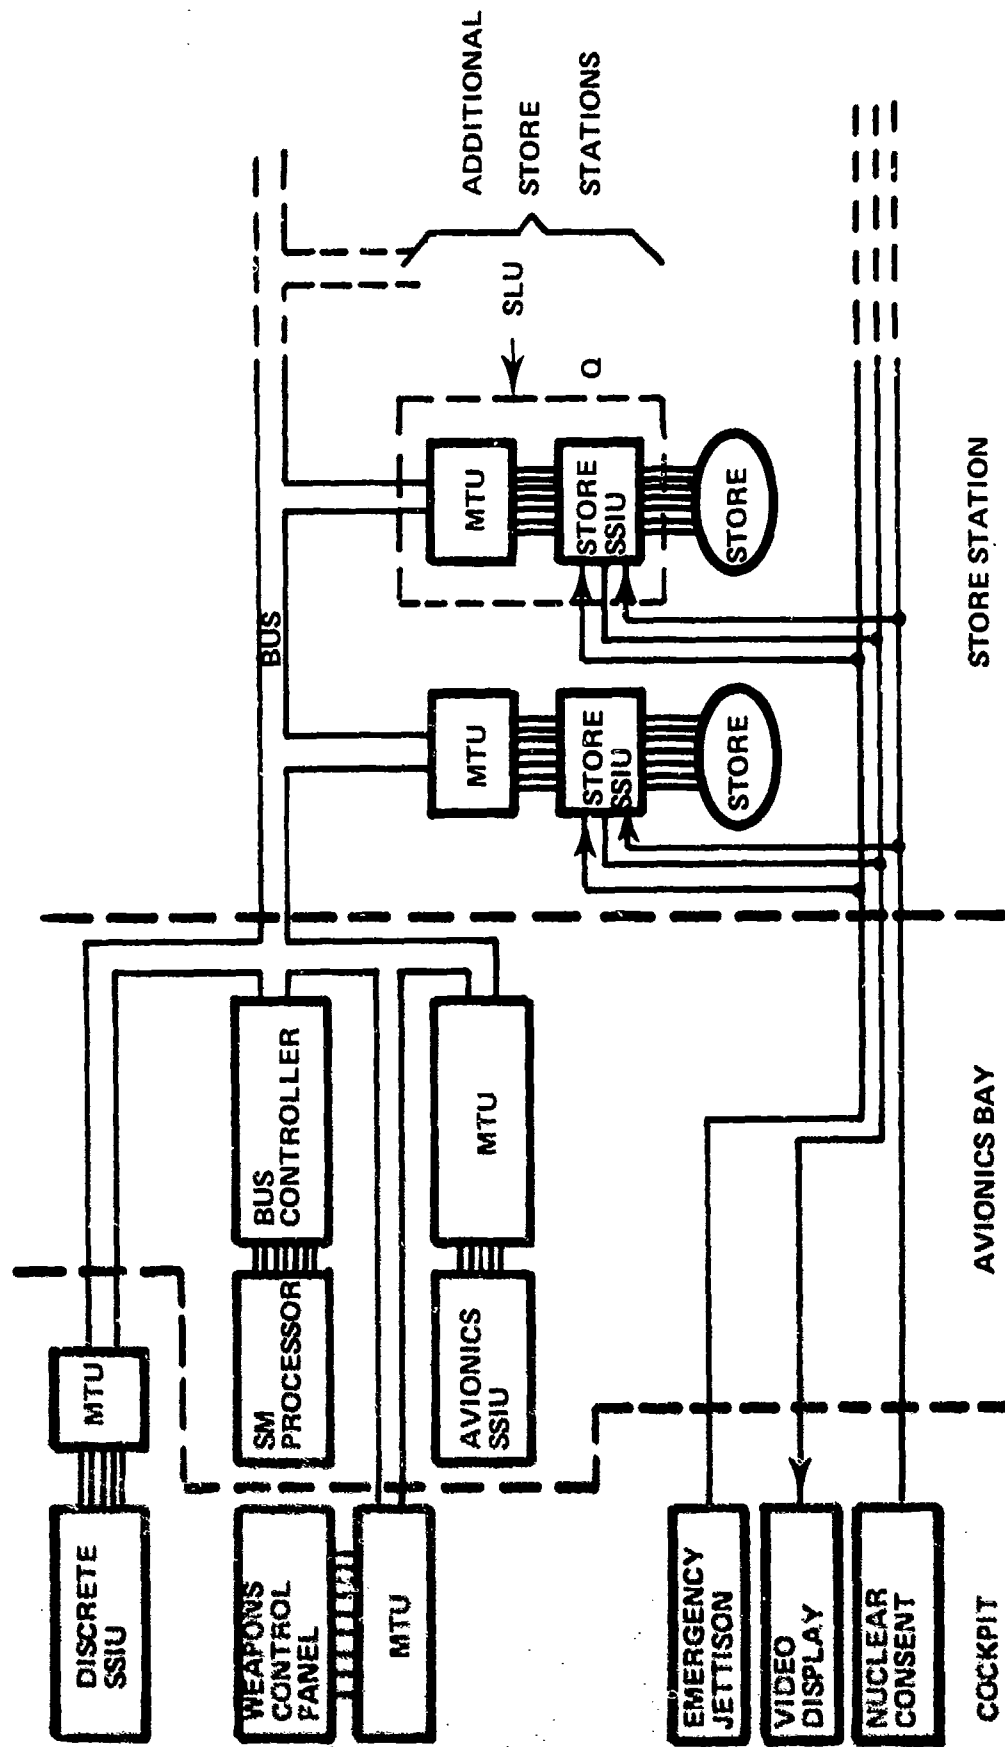 DISCRETE
SSIU
MTU
WEAPONS
CONTROL
PANEL
MTU
SM
PROCESSOR
BUS
CONTROLLER
AVIONICS
SSIU
MTU
EMERGENCY
JETTISON
VIDEO
DISPLAY
NUCLEAR
CONSENT
BUS
MTU
STORE
SSIU
STORE
MTU
STORE
SSIU
STORE
SLU
Q
ADDITIONAL
STORE
STATIONS
COCKPIT
AVIONICS BAY
STORE STATION